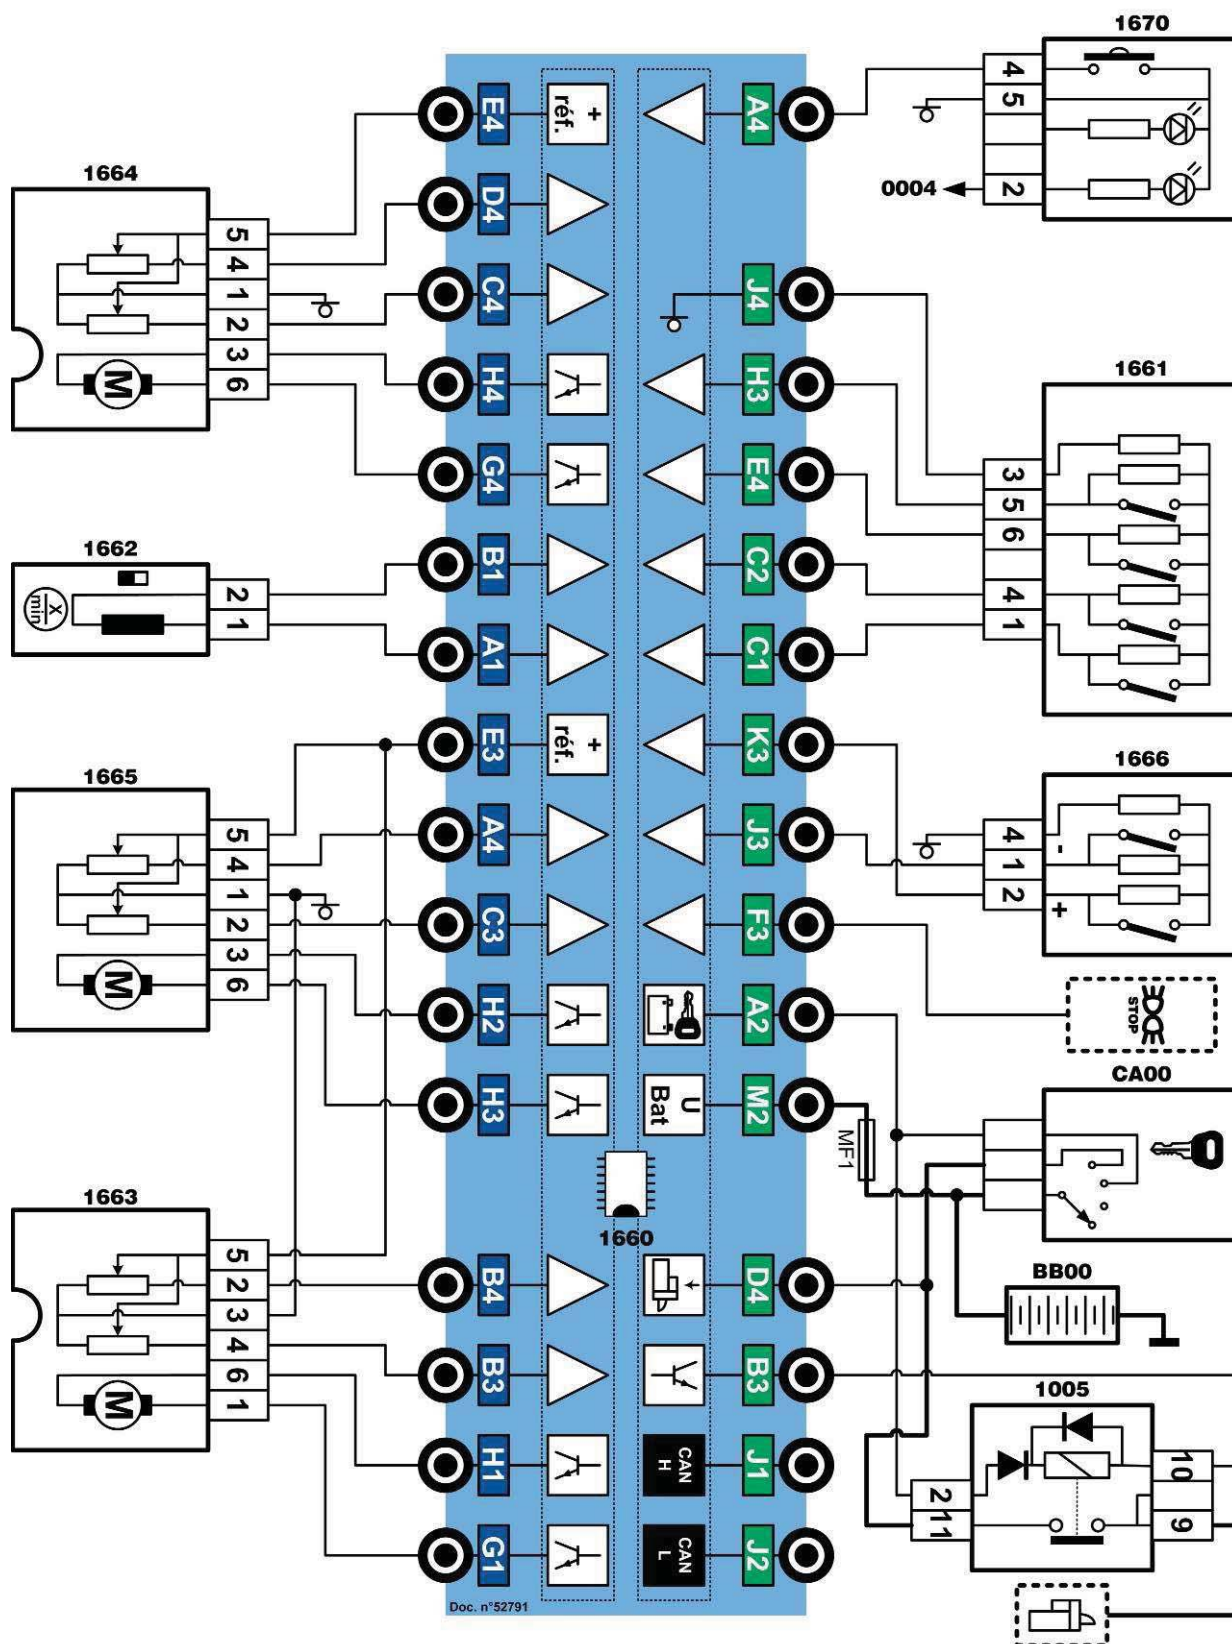 1670
4
5
2
0004
1664
5
4
1
2
3
6
M
E4
+
réf.
A4
D4
C4
J4
H4
H3
G4
E4
1661
3
5
6
4
1
1662
X
min
2
1
B1
C2
A1
C1
E3
+
réf.
K3
1665
5
4
1
2
3
6
M
A4
J3
C3
F3
1666
4
1
2
-
+
STOP
H2
A2
H3
U
Bat
M2
MF1
CA00
1660
1663
5
2
3
4
6
1
M
B4
D4
BB00
B3
B3
1005
2
11
10
9
H1
CAN
H
J1
G1
CAN
L
J2
Doc. n°52791